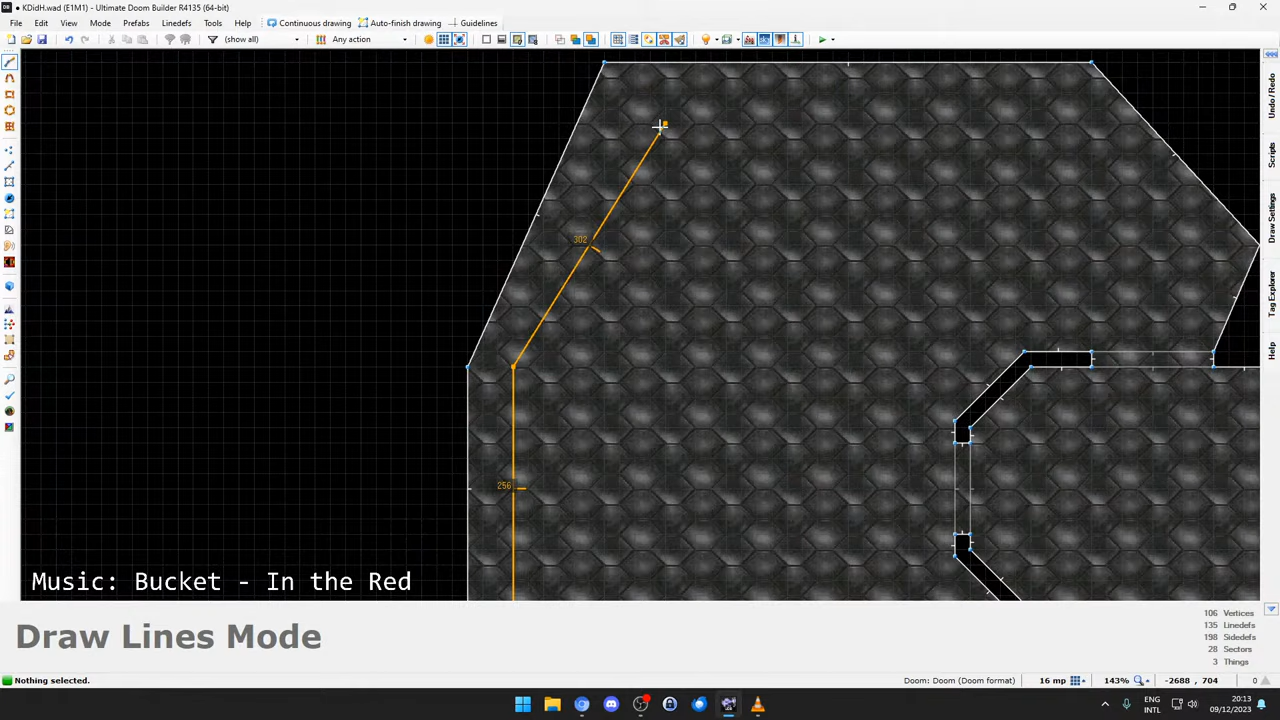 KDidH.wad (E1M1) - Ultimate Doom Builder R4135 (64-bit)
File Edit View Mode Prefabs Linedefs Tools Help Continuous drawing Auto-finish drawing Guidelines
(show all) Any action
Undo / Redo
Scripts
Draw Settings
Tag Explorer
Help
302
256
Music: Bucket - In the Red
Draw Lines Mode
106 Vertices
135 Linedefs
198 Sidedefs
28 Sectors
3 Things
Nothing selected.
Doom: Doom (Doom format) 16 mp 143% -2688 , 704 0
ENG
INTL
20:13
09/12/2023